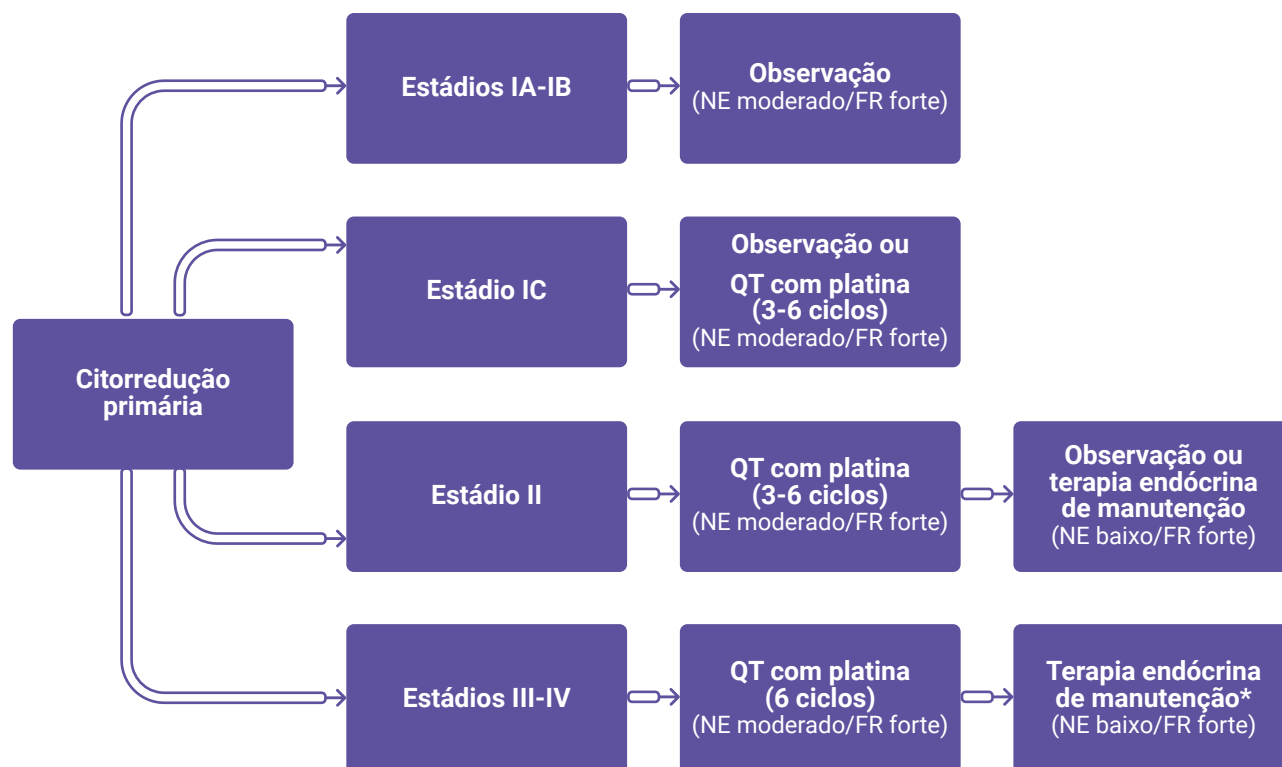 Citorredução
primária
Estádios IA-IB
Observação
(NE moderado/FR forte)
Estádio IC
Observação ou
QT com platina
(3-6 ciclos)
(NE moderado/FR forte)
Estádio II
QT com platina
(3-6 ciclos)
(NE moderado/FR forte)
Observação ou
terapia endócrina
de manutenção
(NE baixo/FR forte)
Estádios III-IV
QT com platina
(6 ciclos)
(NE moderado/FR forte)
Terapia endócrina
de manutenção*
(NE baixo/FR forte)